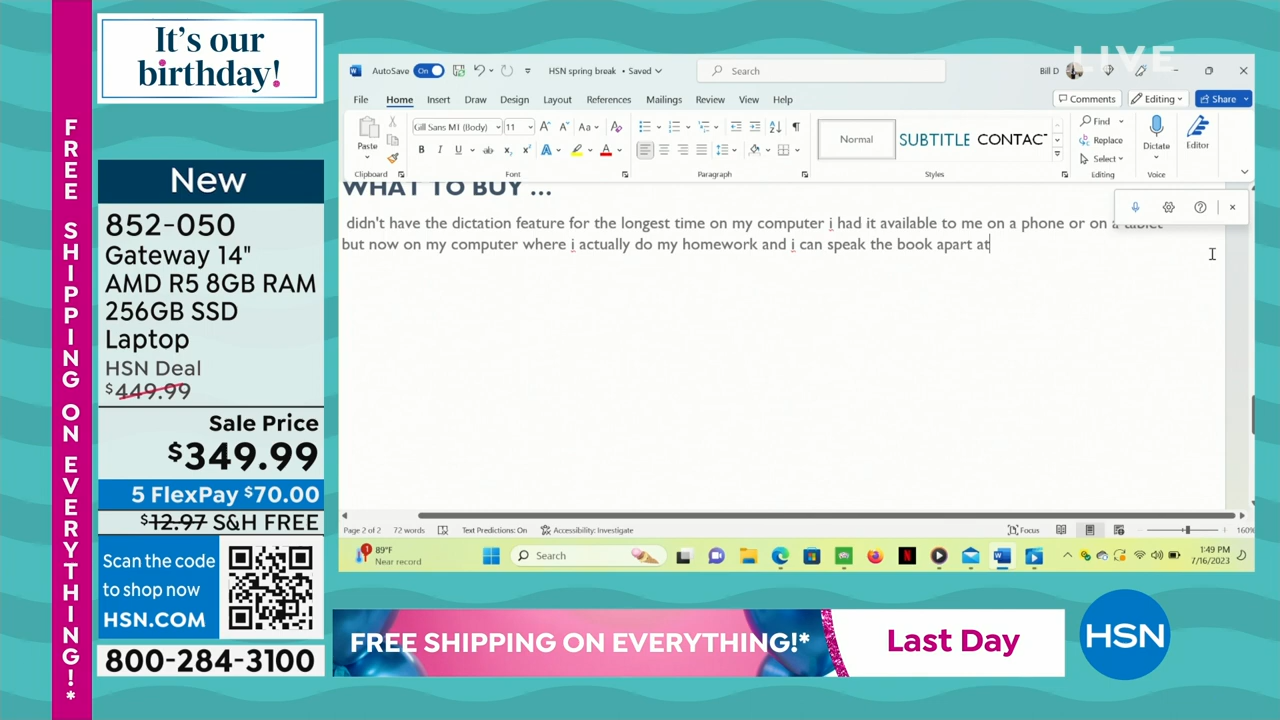 It's our
birthday!
FREE SHIPPING ON EVERYTHING!*
New
852-050
Gateway 14"
AMD R5 8GB RAM
256GB SSD
Laptop
HSN Deal
$449.99
Sale Price
$349.99
5 FlexPay $70.00
$12.97 S&H FREE
Scan the code
to shop now
HSN.COM
800-284-3100
LIVE
AutoSave On HSN spring break • Saved Search Bill D
File Home Insert Draw Design Layout References Mailings Review View Help Comments Editing Share
Paste Gill Sans MT (Body) 11 Aa Normal SUBTITLE CONTAC Find Replace Select Dictate Editor
Clipboard Font Paragraph Styles Editing Voice Editor
WHAT TO BUY ...
didn't have the dictation feature for the longest time on my computer i had it available to me on a phone or on a tablet
but now on my computer where i actually do my homework and i can speak the book apart at
Page 2 of 2 72 words Text Predictions: On Accessibility: Investigate Focus 160%
1 89°F
Near record
Search
1:49 PM
7/16/2023
FREE SHIPPING ON EVERYTHING!*
Last Day
HSN